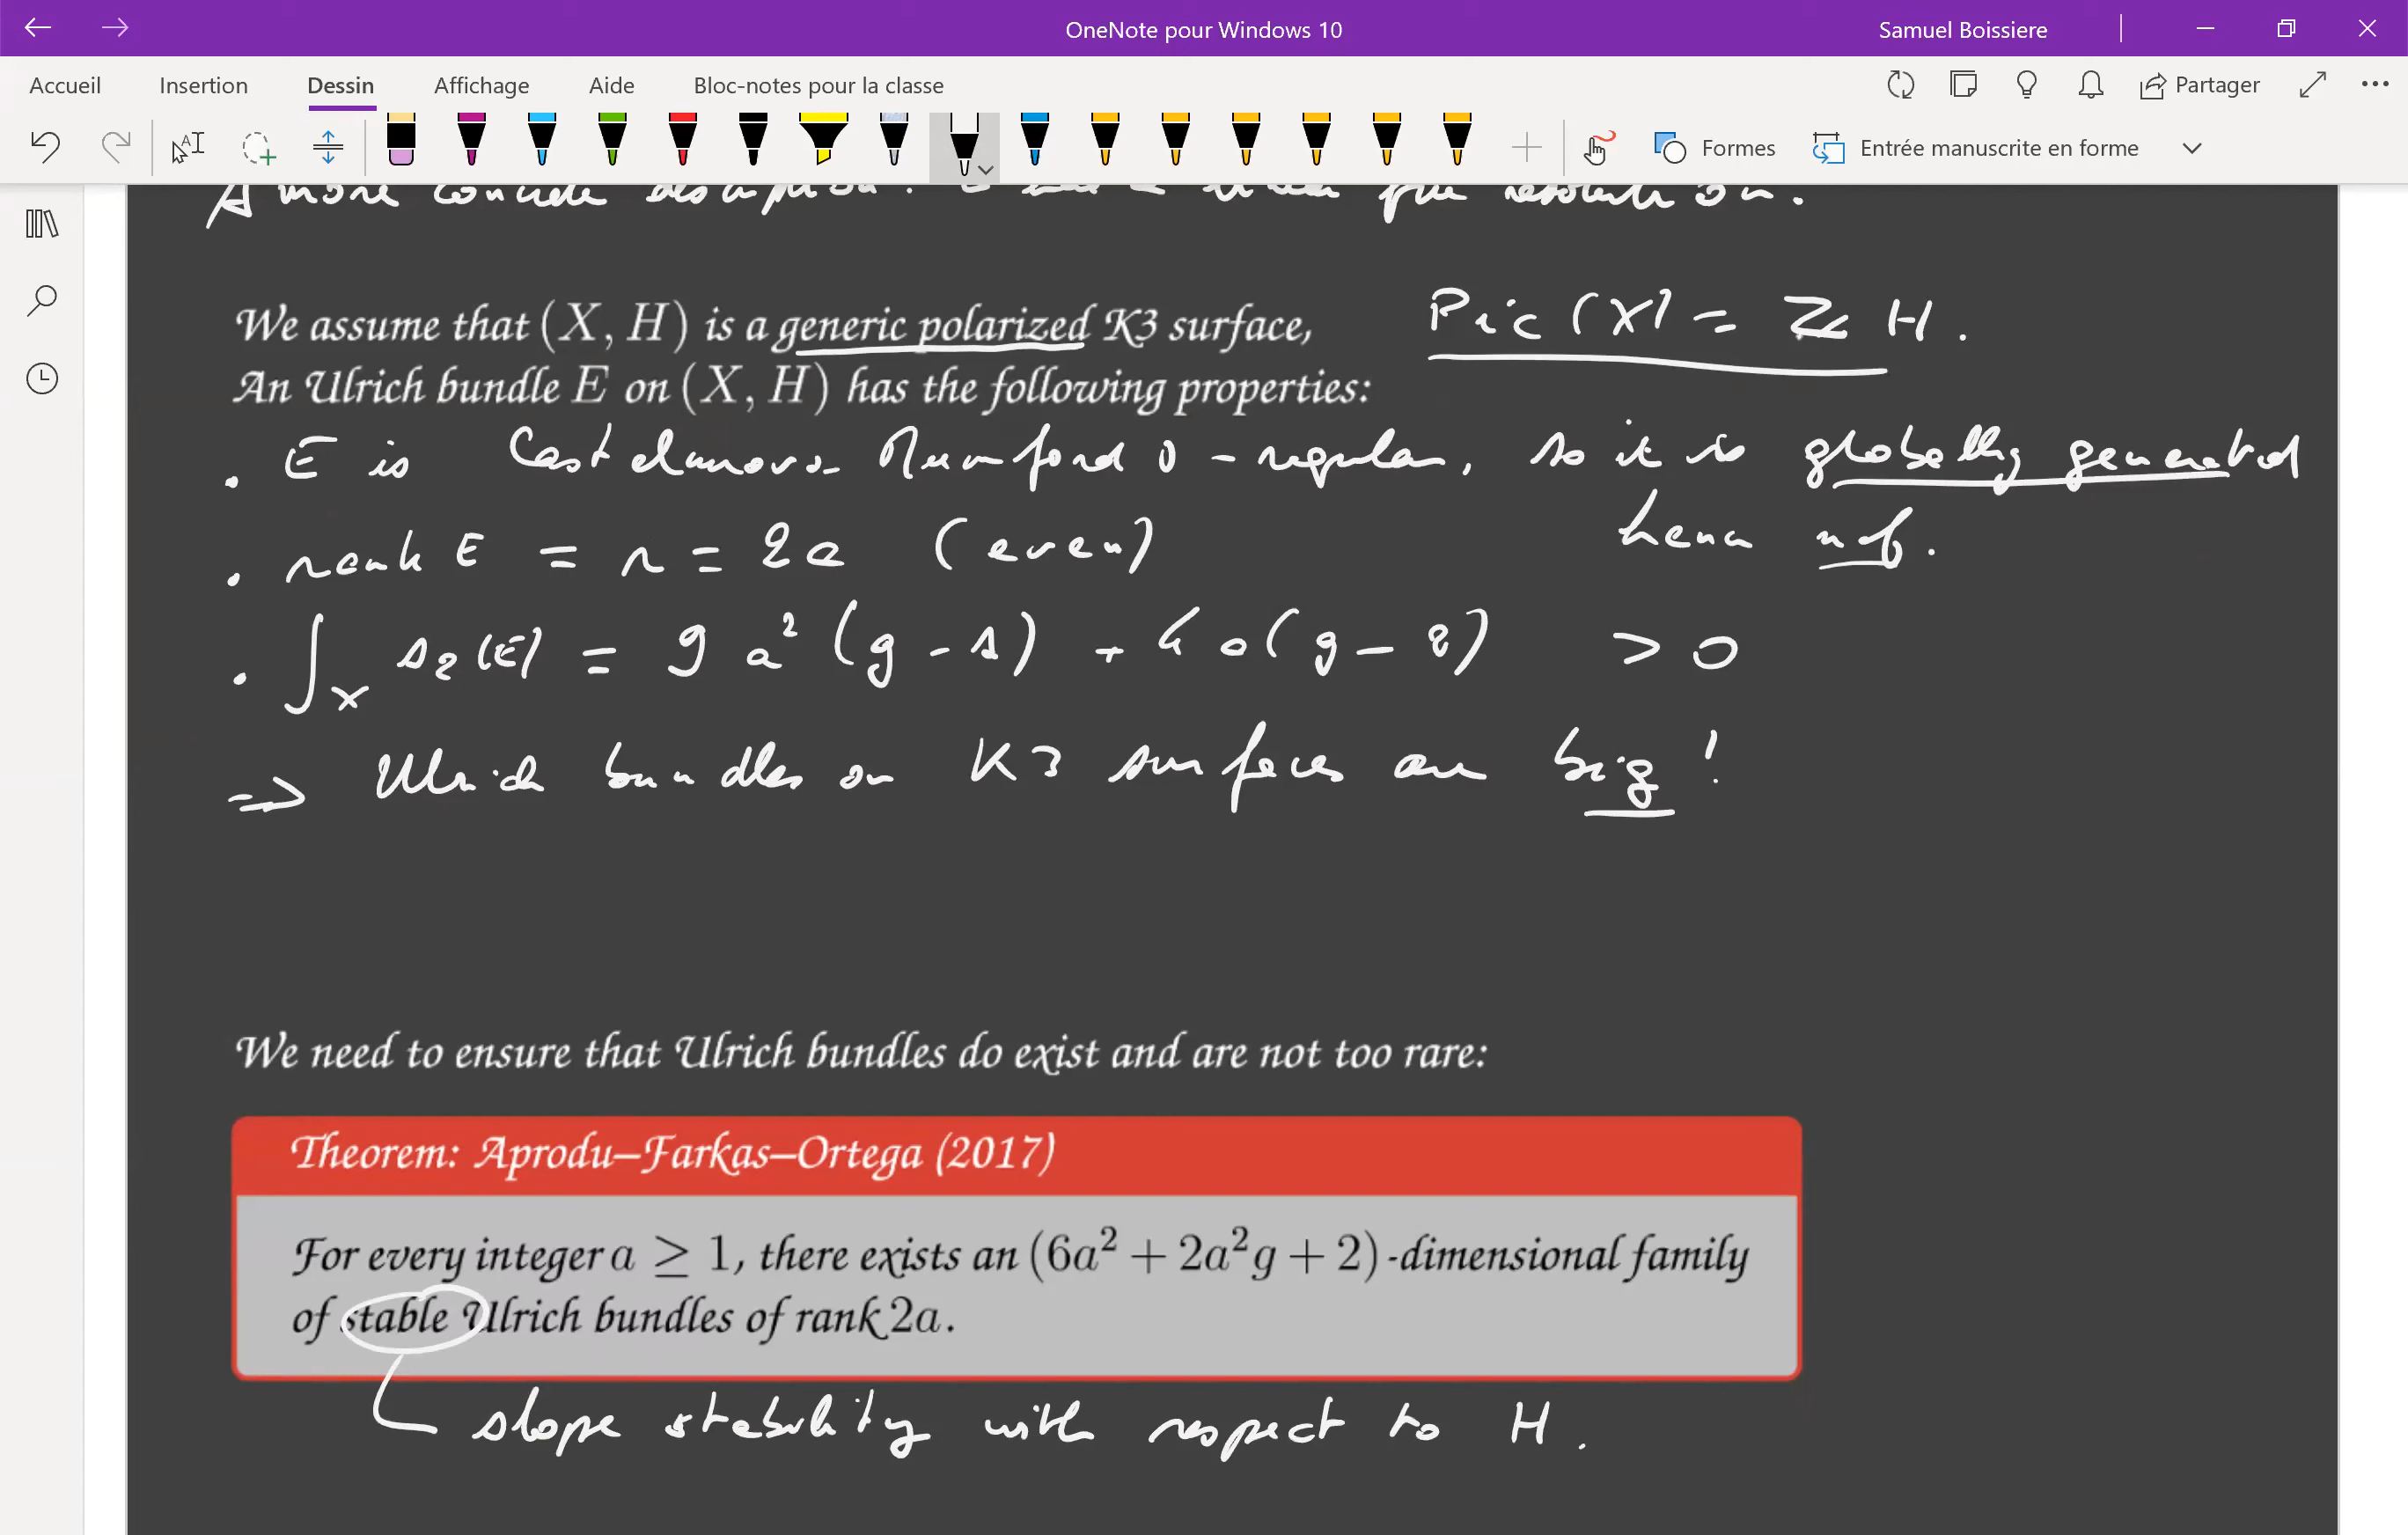 OneNote pour Windows 10
Samuel Boissiere
Accueil Insertion Dessin Affichage Aide Bloc-notes pour la classe
Partager
Formes
Entrée manuscrite en forme
A more concrete description:
We assume that (X, H) is a generic polarized K3 surface,
Pic(X) = ℤ H.
An Ulrich bundle E on (X, H) has the following properties:
• E is Castelnuovo-Mumford 0-regular, so it is globally generated
hence nef.
• rank E = r = 2a (even)
• ∫_X s₂(E) = 9a²(g-1) + 4a(g-8) > 0
⇒ Ulrich bundles on K3 surfaces are big !
We need to ensure that Ulrich bundles do exist and are not too rare:
Theorem: Aprodu–Farkas–Ortega (2017)
For every integer a ≥ 1, there exists an (6a² + 2a²g + 2)-dimensional family
of stable Ulrich bundles of rank 2a.
slope stability with respect to H.